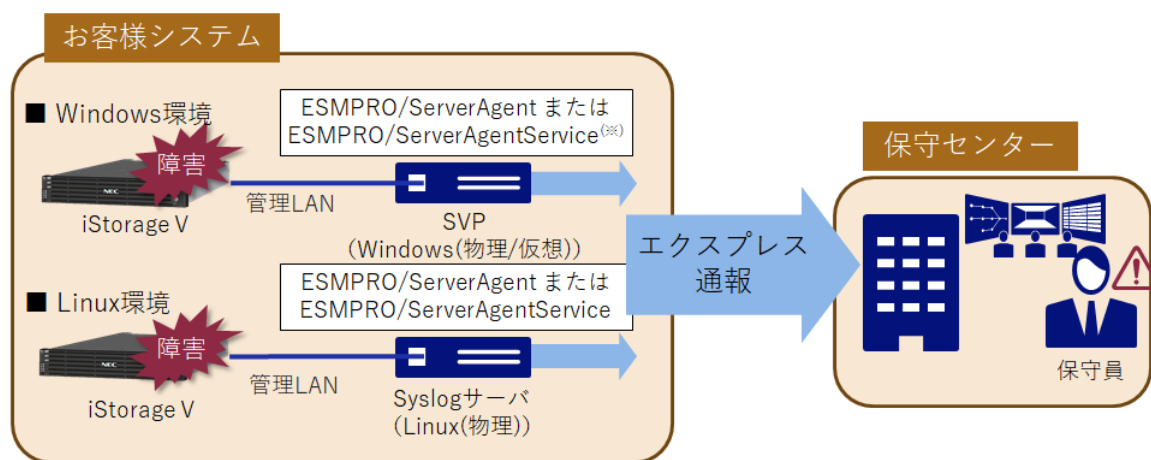 お客様システム
■ Windows環境
ESMPRO/ServerAgent または
ESMPRO/ServerAgentService(※)
障害
NEC
iStorage V
管理LAN
SVP
(Windows(物理/仮想))
■ Linux環境
ESMPRO/ServerAgent または
ESMPRO/ServerAgentService
障害
NEC
iStorage V
管理LAN
Syslogサーバ
(Linux(物理))
エクスプレス
通報
保守センター
保守員